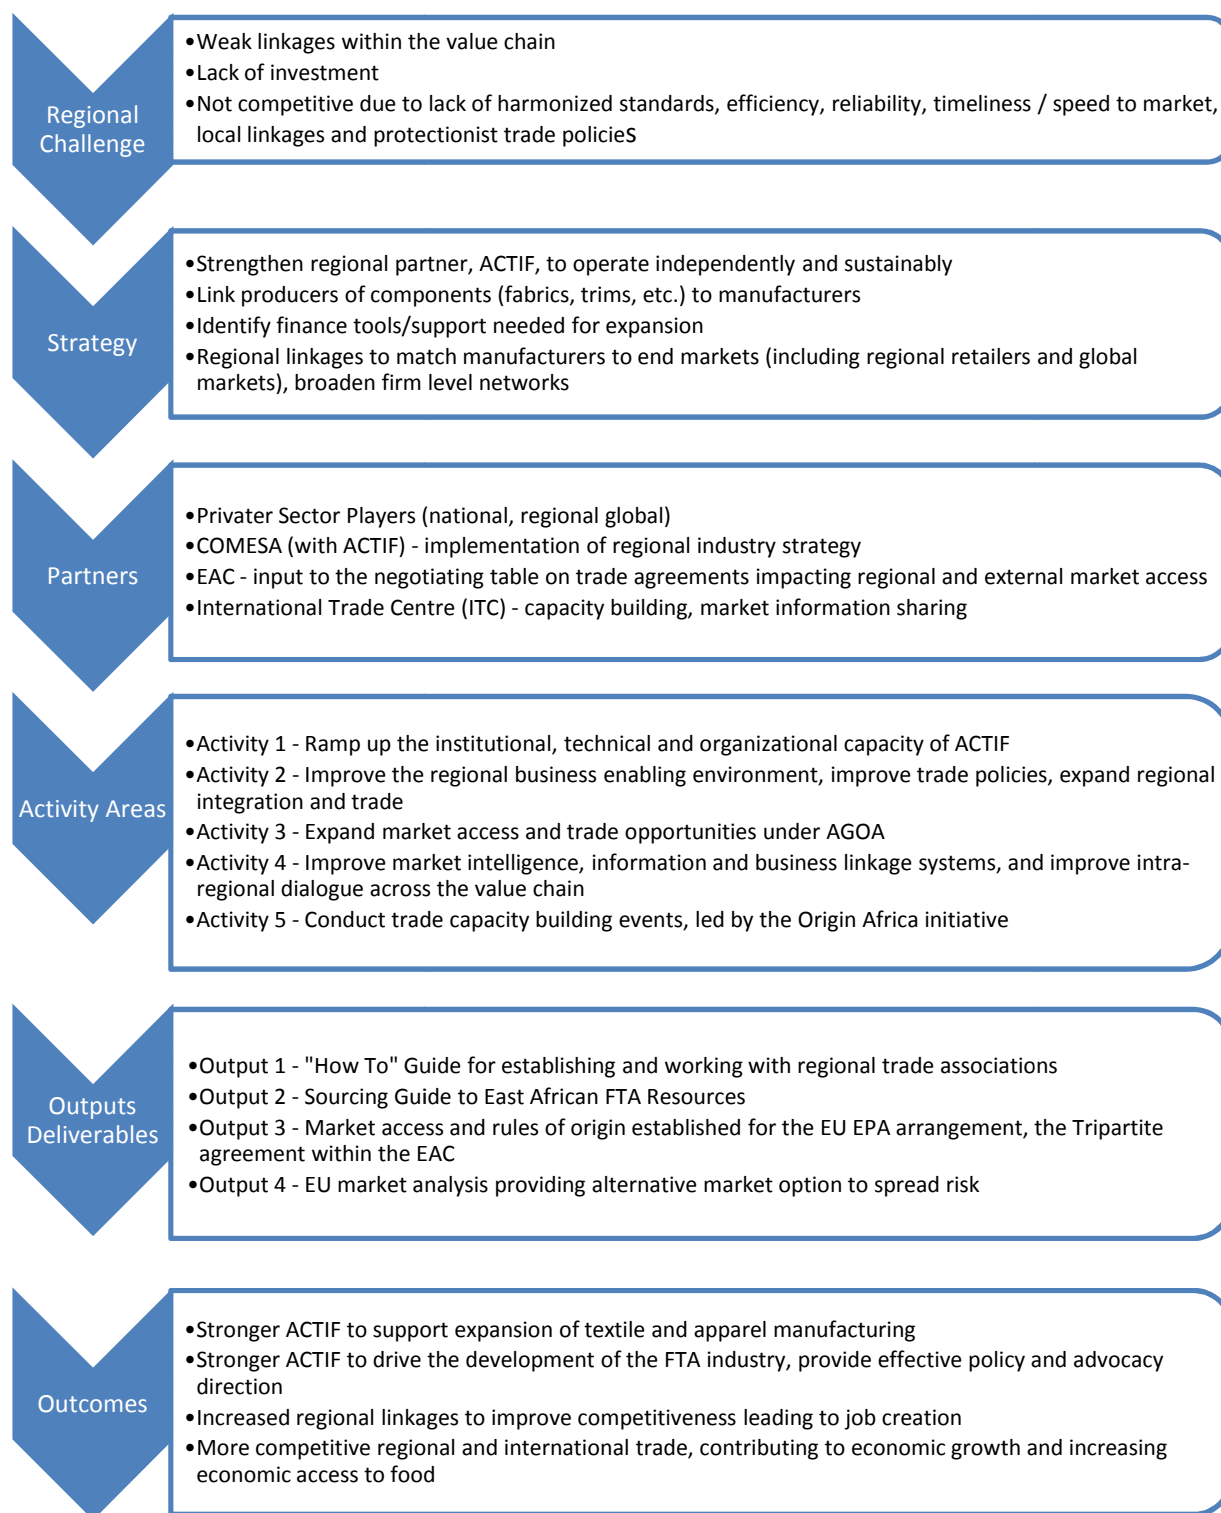 Regional
Challenge
•Weak linkages within the value chain
•Lack of investment
•Not competitive due to lack of harmonized standards, efficiency, reliability, timeliness / speed to market,
local linkages and protectionist trade policies
Strategy
•Strengthen regional partner, ACTIF, to operate independently and sustainably
•Link producers of components (fabrics, trims, etc.) to manufacturers
•Identify finance tools/support needed for expansion
•Regional linkages to match manufacturers to end markets (including regional retailers and global
markets), broaden firm level networks
Partners
•Privater Sector Players (national, regional global)
•COMESA (with ACTIF) - implementation of regional industry strategy
•EAC - input to the negotiating table on trade agreements impacting regional and external market access
•International Trade Centre (ITC) - capacity building, market information sharing
Activity Areas
•Activity 1 - Ramp up the institutional, technical and organizational capacity of ACTIF
•Activity 2 - Improve the regional business enabling environment, improve trade policies, expand regional
integration and trade
•Activity 3 - Expand market access and trade opportunities under AGOA
•Activity 4 - Improve market intelligence, information and business linkage systems, and improve intra-
regional dialogue across the value chain
•Activity 5 - Conduct trade capacity building events, led by the Origin Africa initiative
Outputs
Deliverables
•Output 1 - "How To" Guide for establishing and working with regional trade associations
•Output 2 - Sourcing Guide to East African FTA Resources
•Output 3 - Market access and rules of origin established for the EU EPA arrangement, the Tripartite
agreement within the EAC
•Output 4 - EU market analysis providing alternative market option to spread risk
Outcomes
•Stronger ACTIF to support expansion of textile and apparel manufacturing
•Stronger ACTIF to drive the development of the FTA industry, provide effective policy and advocacy
direction
•Increased regional linkages to improve competitiveness leading to job creation
•More competitive regional and international trade, contributing to economic growth and increasing
economic access to food